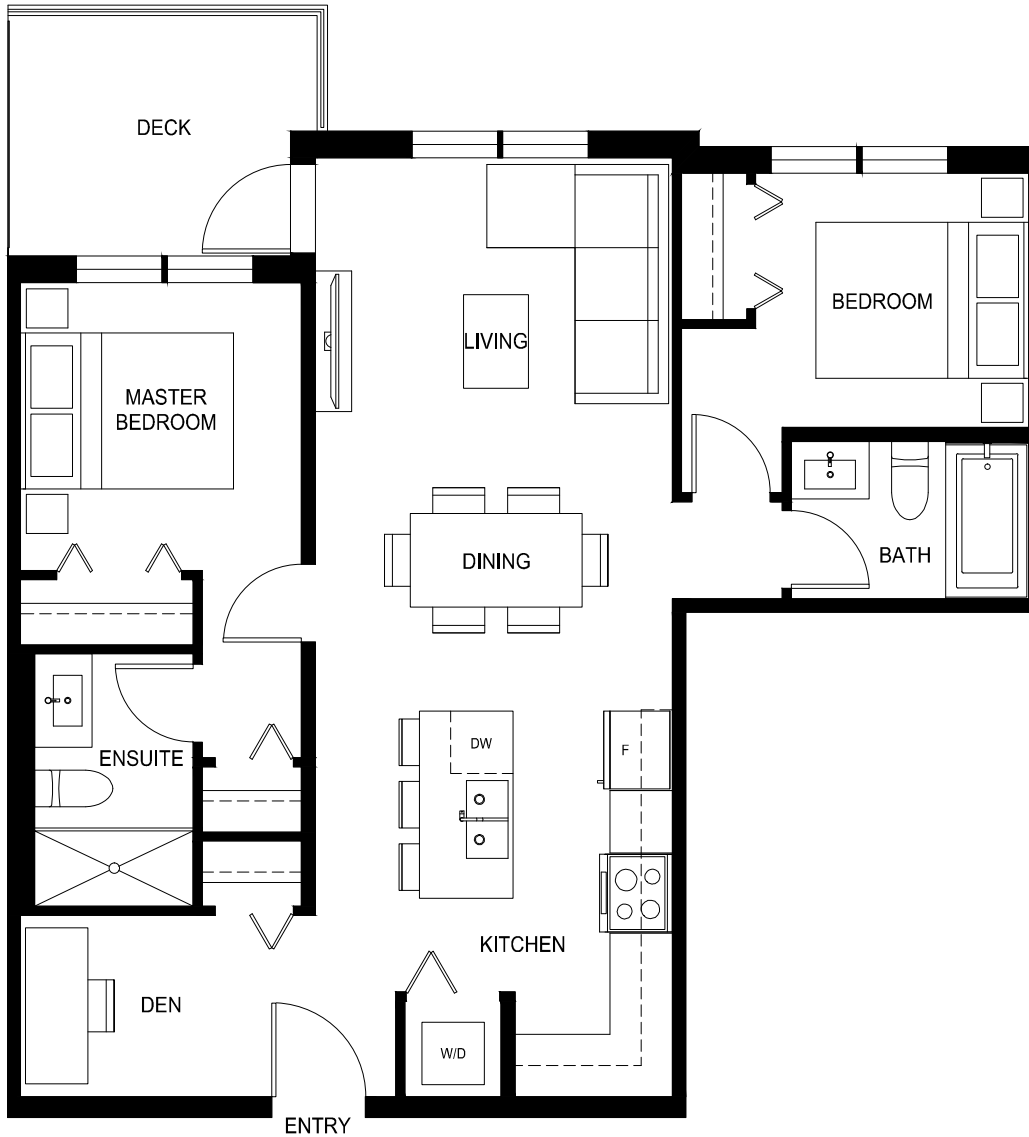 DECK
BEDROOM
LIVING
MASTER
BEDROOM
DINING
BATH
DW
F
ENSUITE
KITCHEN
DEN
W/D
ENTRY